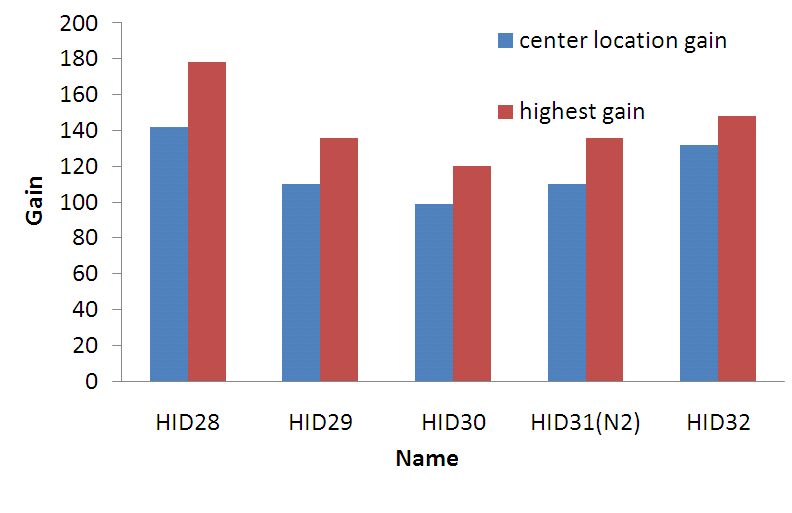 200
180
160
140
120
100
80
60
40
20
0
Gain
center location gain
highest gain
HID28 HID29 HID30 HID31(N2) HID32
Name